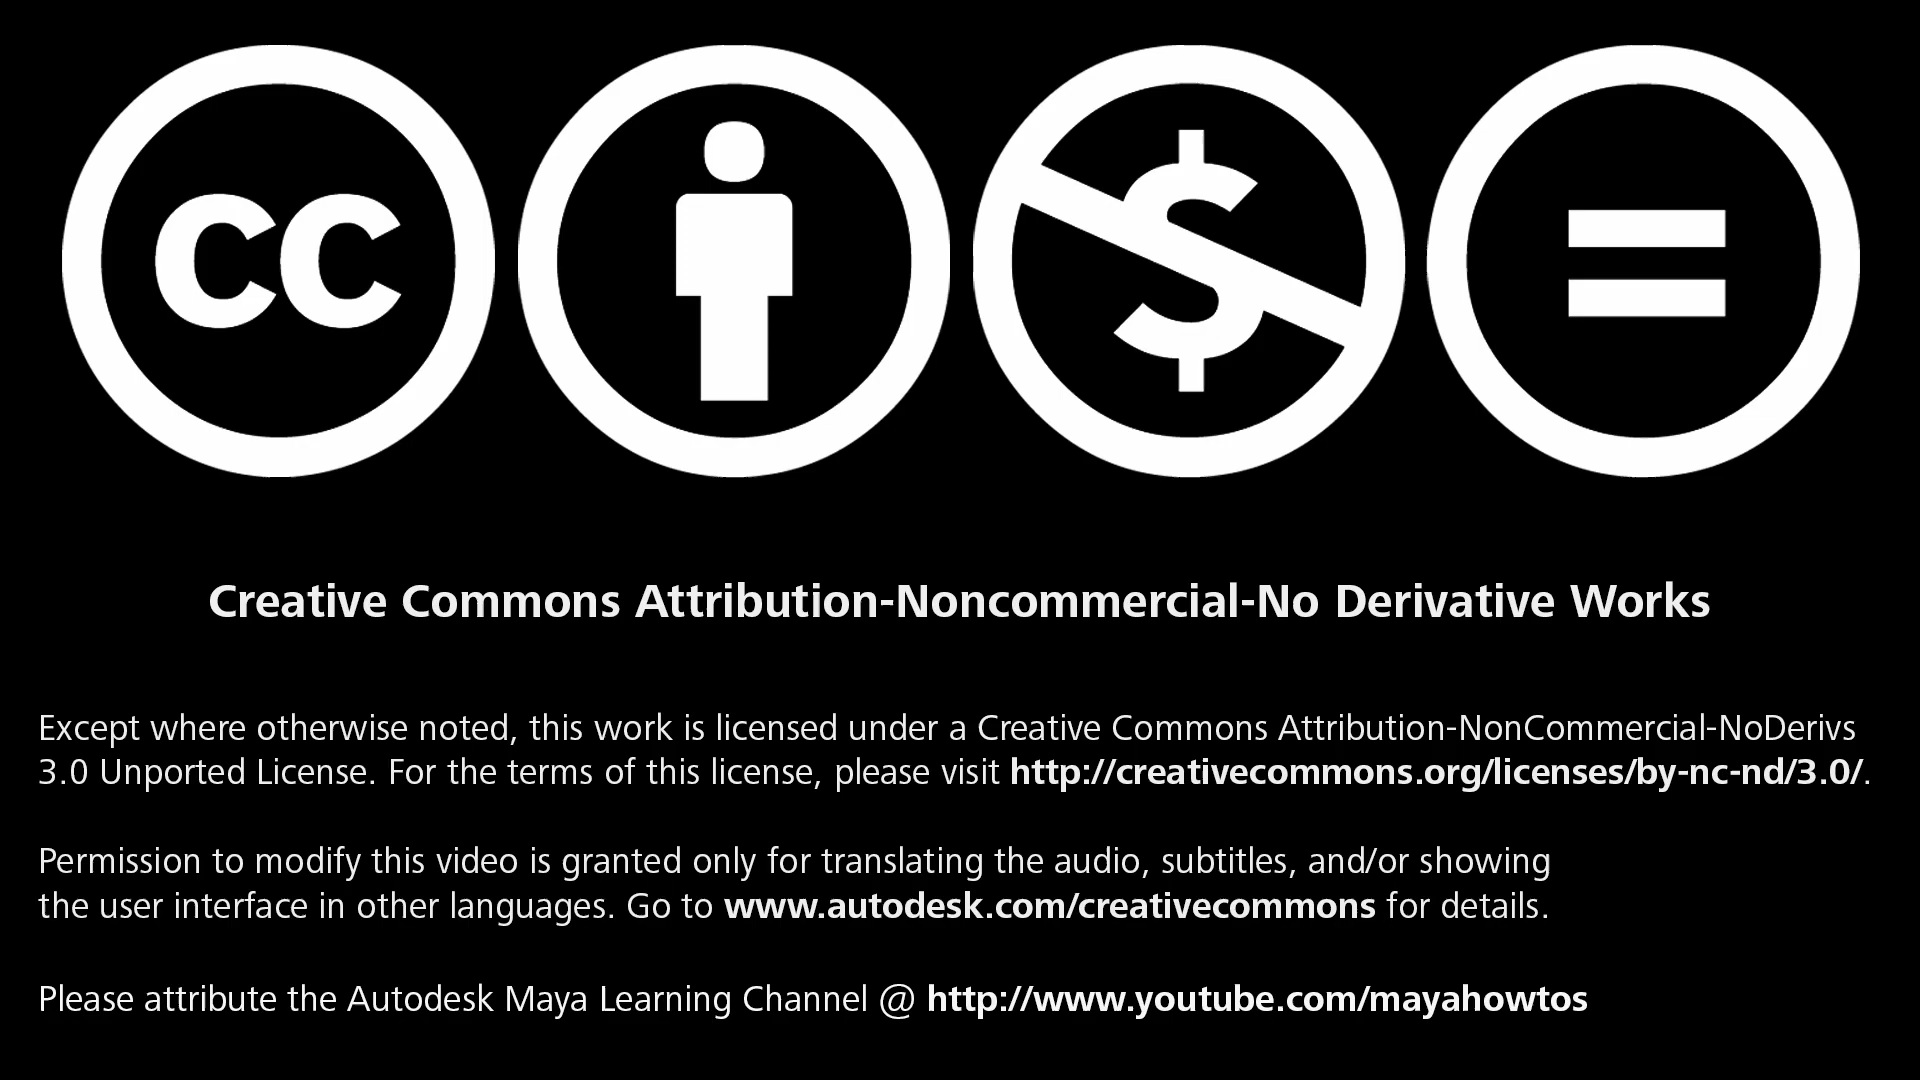 cc
$
=
Creative Commons Attribution-Noncommercial-No Derivative Works
Except where otherwise noted, this work is licensed under a Creative Commons Attribution-NonCommercial-NoDerivs
3.0 Unported License. For the terms of this license, please visit http://creativecommons.org/licenses/by-nc-nd/3.0/.
Permission to modify this video is granted only for translating the audio, subtitles, and/or showing
the user interface in other languages. Go to www.autodesk.com/creativecommons for details.
Please attribute the Autodesk Maya Learning Channel @ http://www.youtube.com/mayahowtos